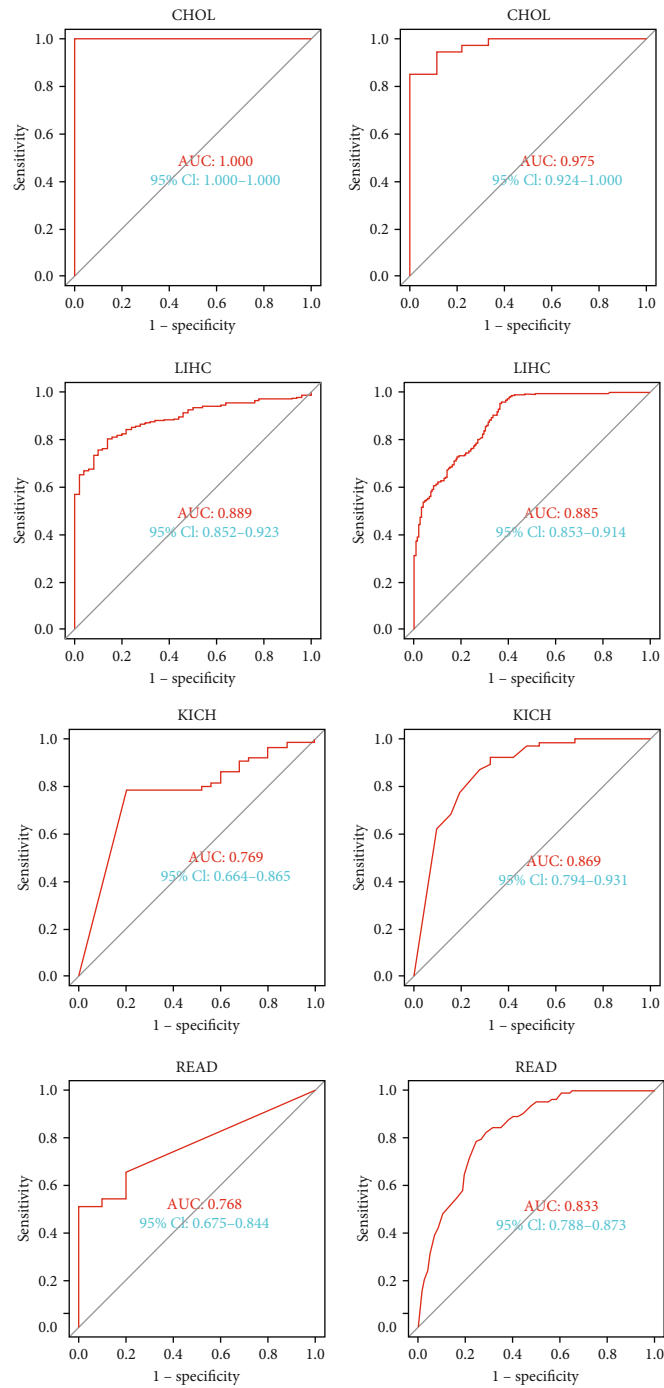 CHOL
1.0
0.8
0.6
0.4
0.2
0.0
Sensitivity
AUC: 1.000
95% Cl: 1.000–1.000
0.0 0.2 0.4 0.6 0.8 1.0
1 – specificity
CHOL
1.0
0.8
0.6
0.4
0.2
0.0
Sensitivity
AUC: 0.975
95% Cl: 0.924–1.000
0.0 0.2 0.4 0.6 0.8 1.0
1 – specificity
LIHC
1.0
0.8
0.6
0.4
0.2
0.0
Sensitivity
AUC: 0.889
95% Cl: 0.852–0.923
0.0 0.2 0.4 0.6 0.8 1.0
1 – specificity
LIHC
1.0
0.8
0.6
0.4
0.2
0.0
Sensitivity
AUC: 0.885
95% Cl: 0.853–0.914
0.0 0.2 0.4 0.6 0.8 1.0
1 – specificity
KICH
1.0
0.8
0.6
0.4
0.2
0.0
Sensitivity
AUC: 0.769
95% Cl: 0.664–0.865
0.0 0.2 0.4 0.6 0.8 1.0
1 – specificity
KICH
1.0
0.8
0.6
0.4
0.2
0.0
Sensitivity
AUC: 0.869
95% Cl: 0.794–0.931
0.0 0.2 0.4 0.6 0.8 1.0
1 – specificity
READ
1.0
0.8
0.6
0.4
0.2
0.0
Sensitivity
AUC: 0.768
95% Cl: 0.675–0.844
0.0 0.2 0.4 0.6 0.8 1.0
1 – specificity
READ
1.0
0.8
0.6
0.4
0.2
0.0
Sensitivity
AUC: 0.833
95% Cl: 0.788–0.873
0.0 0.2 0.4 0.6 0.8 1.0
1 – specificity